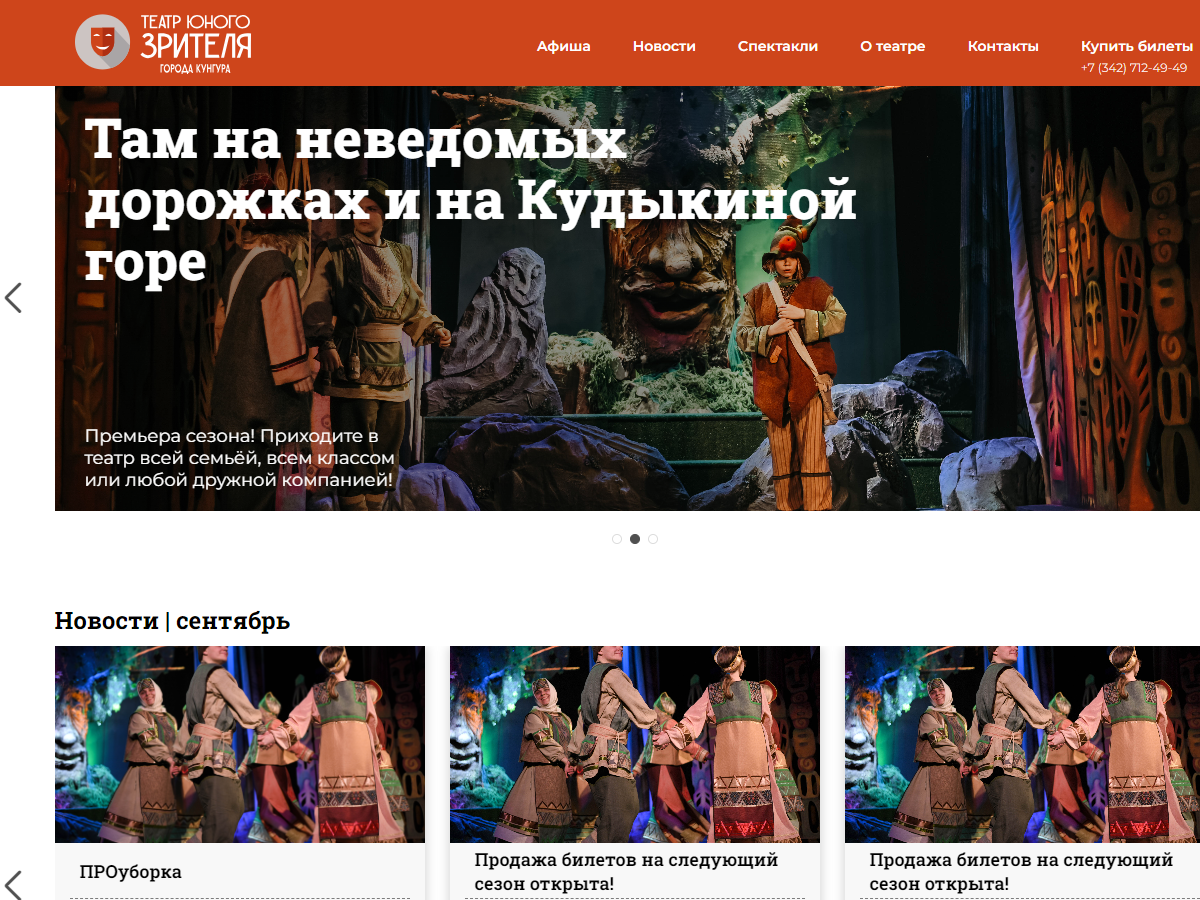 ТЕАТР ЮНОГО
ЗРИТЕЛЯ
ГОРОДА КУНГУРА
Афиша
Новости
Спектакли
О театре
Контакты
Купить билеты
+7 (342) 712-49-49
Там на неведомых
дорожках и на Кудыкиной
горе
Премьера сезона! Приходите в
театр всей семьёй, всем классом
или любой дружной компанией!
Новости | сентябрь
ПРОуборка
Продажа билетов на следующий
сезон открыта!
Продажа билетов на следующий
сезон открыта!